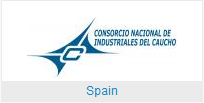 CONSORCIO NACIONAL DE
INDUSTRIALES DEL CAUCHO
C
Spain